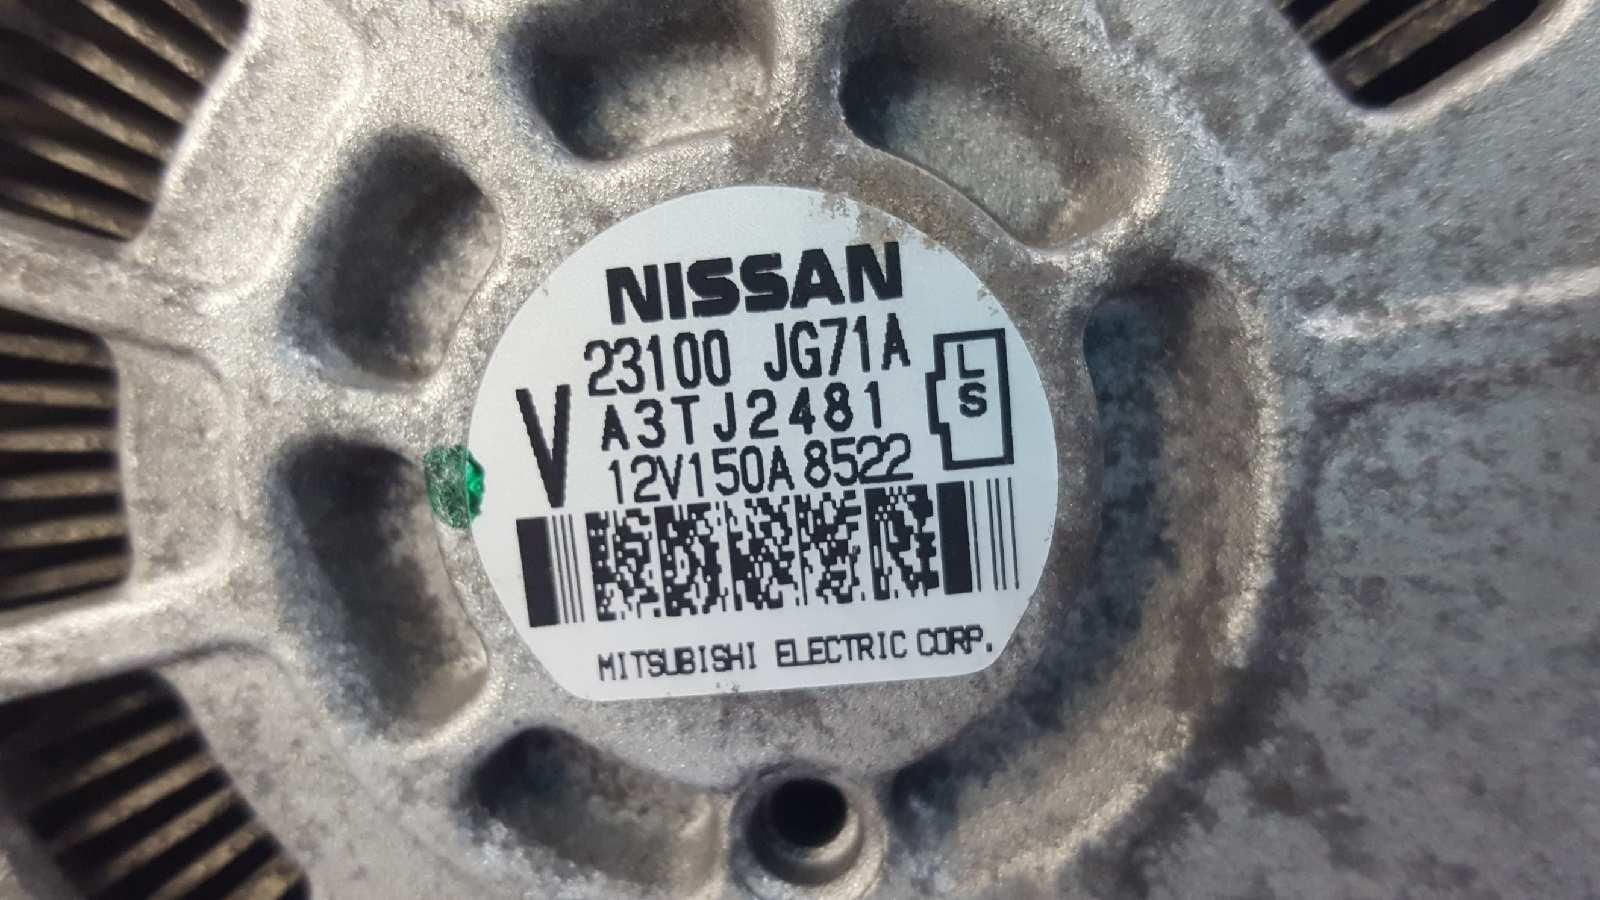 NISSAN
23100 JG71A
V
A3TJ2481
L
S
12V150A 8522
MITSUBISHI ELECTRIC CORP.